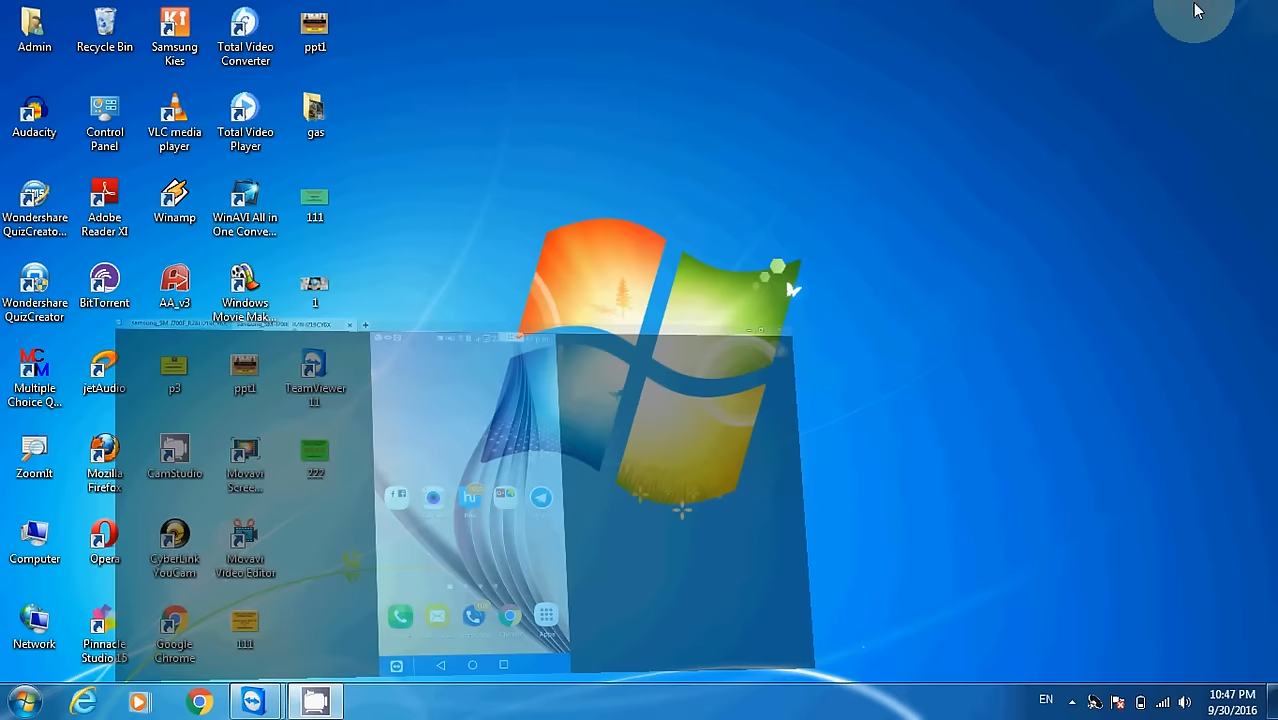 Admin
Recycle Bin
Samsung
Kies
Total Video
Converter
ppt1
Audacity
Control
Panel
VLC media
player
Total Video
Player
gas
Wondershare
QuizCreato...
Adobe
Reader XI
Winamp
WinAVI All in
One Conve...
111
Wondershare
QuizCreator
BitTorrent
AA_v3
Windows
Movie Mak...
1
Multiple
Choice Q...
jetAudio
p3
ppt1
TeamViewer
11
ZoomIt
Mozilla
Firefox
CamStudio
Movavi
Scree...
222
Computer
Opera
CyberLink
YouCam
Movavi
Video Editor
Network
Pinnacle
Studio 15
Google
Chrome
111
Apps
EN
10:47 PM
9/30/2016